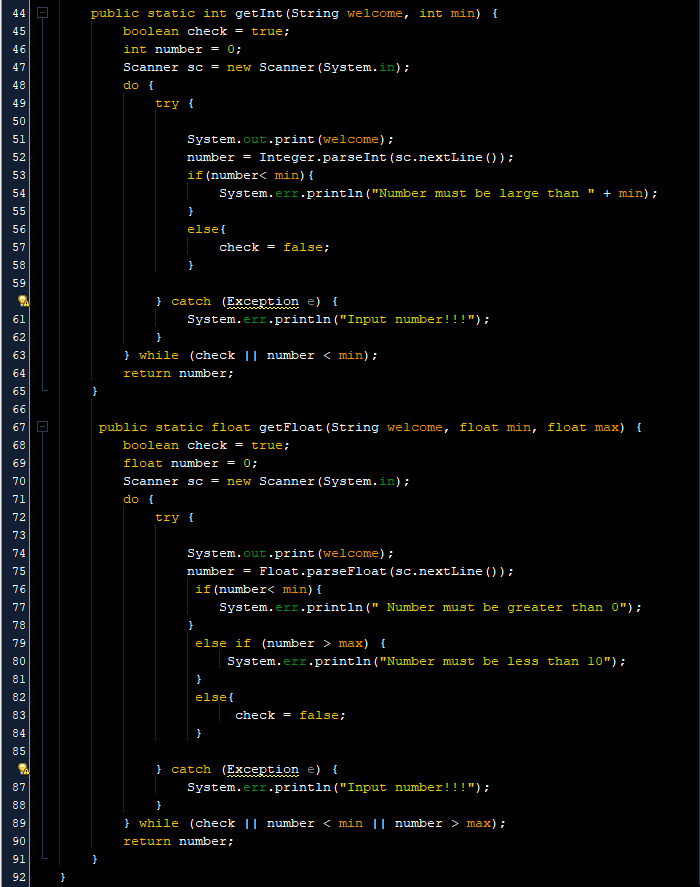 44 public static int getInt(String welcome, int min) {
45 boolean check = true;
46 int number = 0;
47 Scanner sc = new Scanner(System.in);
48 do {
49 try {
50
51 System.out.print(welcome);
52 number = Integer.parseInt(sc.nextLine());
53 if(number< min){
54 System.err.println("Number must be large than " + min);
55 }
56 else{
57 check = false;
58 }
59
} catch (Exception e) {
61 System.err.println("Input number!!!");
62 }
63 } while (check || number < min);
64 return number;
65 }
66
67 public static float getFloat(String welcome, float min, float max) {
68 boolean check = true;
69 float number = 0;
70 Scanner sc = new Scanner(System.in);
71 do {
72 try {
73
74 System.out.print(welcome);
75 number = Float.parseFloat(sc.nextLine());
76 if(number< min){
77 System.err.println(" Number must be greater than 0");
78 }
79 else if (number > max) {
80 System.err.println("Number must be less than 10");
81 }
82 else{
83 check = false;
84 }
85
} catch (Exception e) {
87 System.err.println("Input number!!!");
88 }
89 } while (check || number < min || number > max);
90 return number;
91 }
92 }